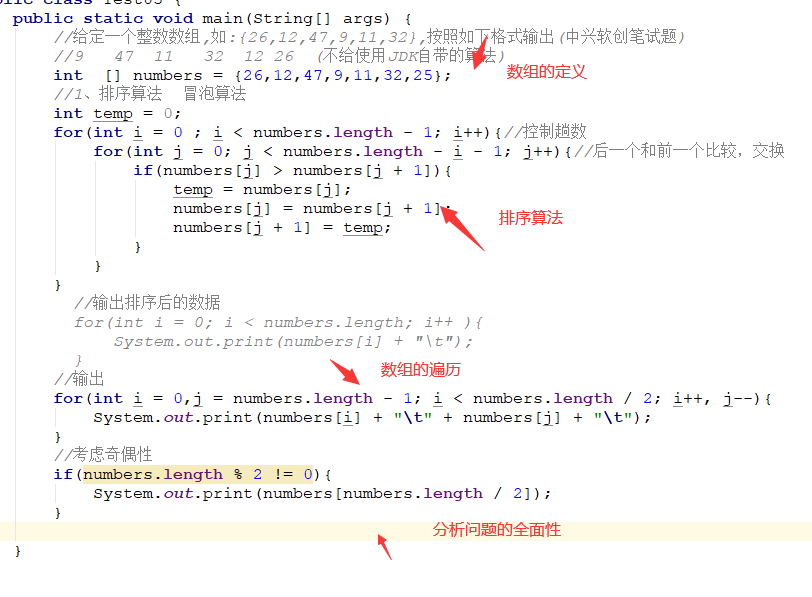 public class Test05 {
public static void main(String[] args) {
//给定一个整数数组,如:{26,12,47,9,11,32},按照如下格式输出(中兴软创笔试题)
//9 47 11 32 12 26 (不给使用JDK自带的算法)
int [] numbers = {26,12,47,9,11,32,25};
数组的定义
//1、排序算法 冒泡算法
int temp = 0;
for(int i = 0 ; i < numbers.length - 1; i++){//控制趟数
for(int j = 0; j < numbers.length - i - 1; j++){//后一个和前一个比较，交换
if(numbers[j] > numbers[j + 1]){
temp = numbers[j];
numbers[j] = numbers[j + 1];
排序算法
numbers[j + 1] = temp;
}
}
}
//输出排序后的数据
for(int i = 0; i < numbers.length; i++ ){
System.out.print(numbers[i] + "\t");
}
数组的遍历
//输出
for(int i = 0,j = numbers.length - 1; i < numbers.length / 2; i++, j--){
System.out.print(numbers[i] + "\t" + numbers[j] + "\t");
}
//考虑奇偶性
if(numbers.length % 2 != 0){
System.out.print(numbers[numbers.length / 2]);
}
分析问题的全面性
}